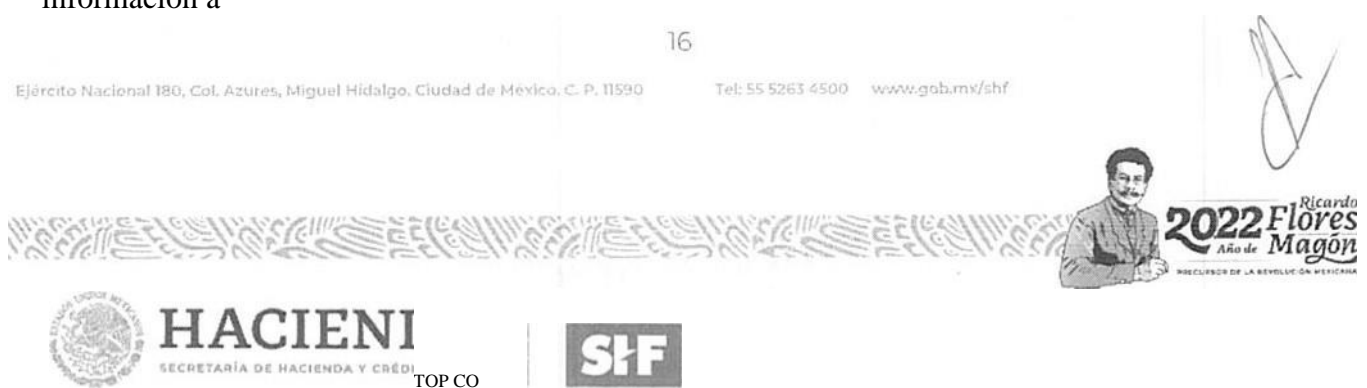 información a
16
Ejército Nacional 180, Col. Azures, Miguel Hidalgo, Ciudad de México. C. P. 11590 Tel: 55 5263 4500 www.gob.mx/shf
2022 Ricardo
Flores
Año de Magón
PRECURSOR DE LA REVOLUCIÓN MEXICANA
HACIEN
SECRETARÍA DE HACIENDA Y CRÉDI
TOP CO
SHF